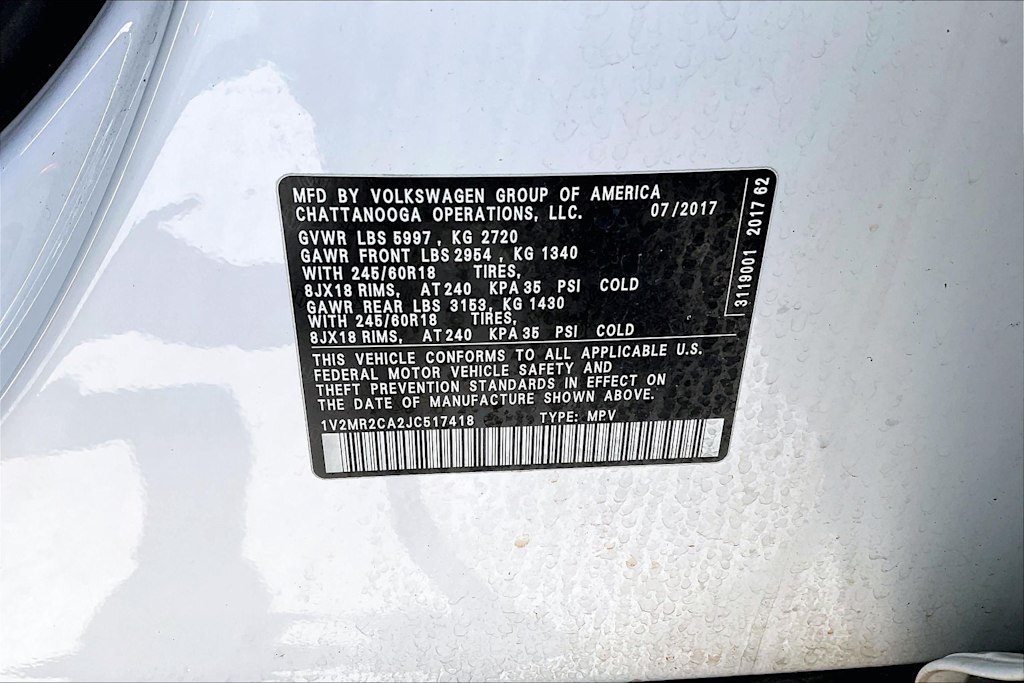 MFD BY VOLKSWAGEN GROUP OF AMERICA
CHATTANOOGA OPERATIONS, LLC. 07/2017
GVWR LBS 5997 , KG 2720
GAWR FRONT LBS 2954 , KG 1340
WITH 245/60R18 TIRES,
8JX18 RIMS, AT 240 KPA 35 PSI COLD
GAWR REAR LBS 3153, KG 1430
WITH 245/60R18 TIRES,
8JX18 RIMS, AT 240 KPA 35 PSI COLD
THIS VEHICLE CONFORMS TO ALL APPLICABLE U.S.
FEDERAL MOTOR VEHICLE SAFETY AND
THEFT PREVENTION STANDARDS IN EFFECT ON
THE DATE OF MANUFACTURE SHOWN ABOVE.
1V2MR2CA2JC517418 TYPE: MPV
3119001 2017 62